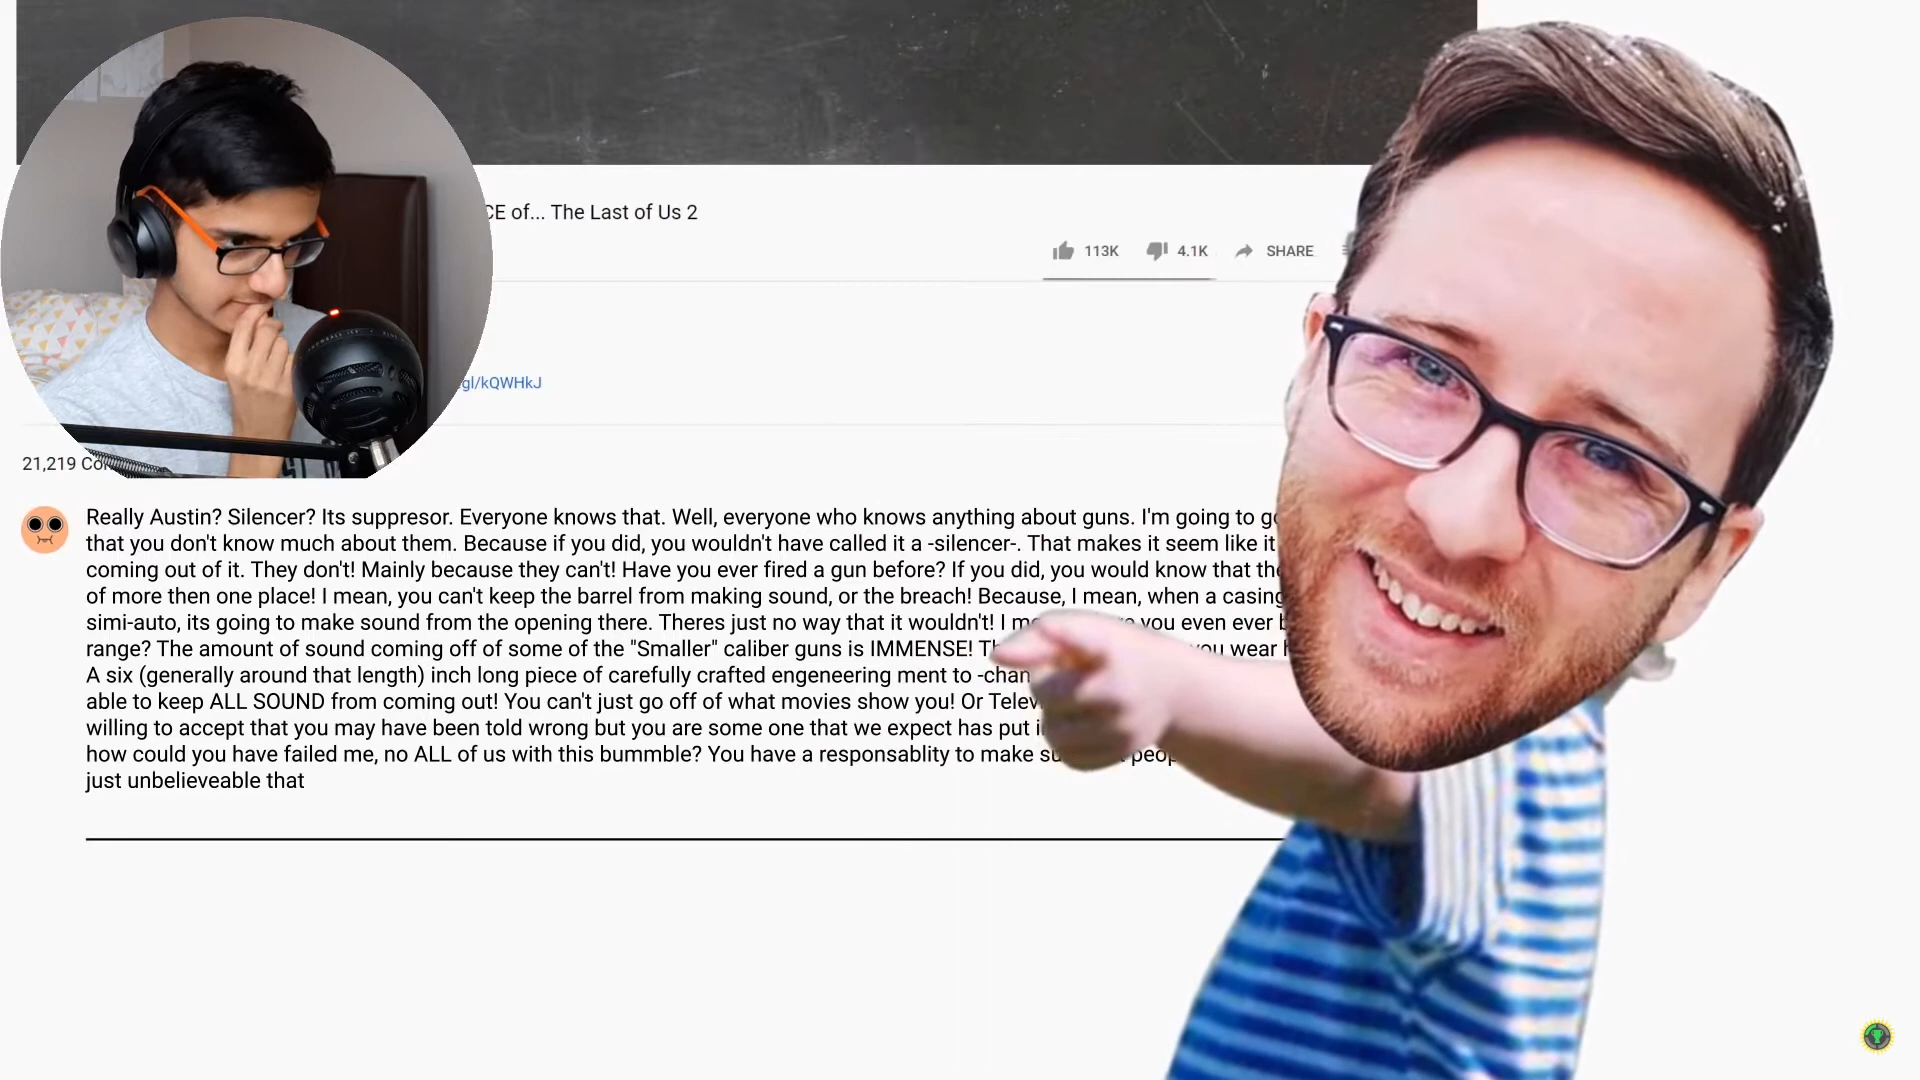 CE of... The Last of Us 2
113K 4.1K SHARE
gl/kQWHkJ
21,219
Really Austin? Silencer? Its suppresor. Everyone knows that. Well, everyone who knows anything about guns. I'm going to
that you don't know much about them. Because if you did, you wouldn't have called it a -silencer-. That makes it seem like it
coming out of it. They don't! Mainly because they can't! Have you ever fired a gun before? If you did, you would know that
of more then one place! I mean, you can't keep the barrel from making sound, or the breach! Because, I mean, when a casing
simi-auto, its going to make sound from the opening there. Theres just no way that it wouldn't! I you even ever
range? The amount of sound coming off of some of the "Smaller" caliber guns is IMMENSE! you wear
A six (generally around that length) inch long piece of carefully crafted engeneering ment to
able to keep ALL SOUND from coming out! You can't just go off of what movies show you! Or
willing to accept that you may have been told wrong but you are some one that we expect has put
how could you have failed me, no ALL of us with this bummble? You have a responsablity to make
just unbelieveable that